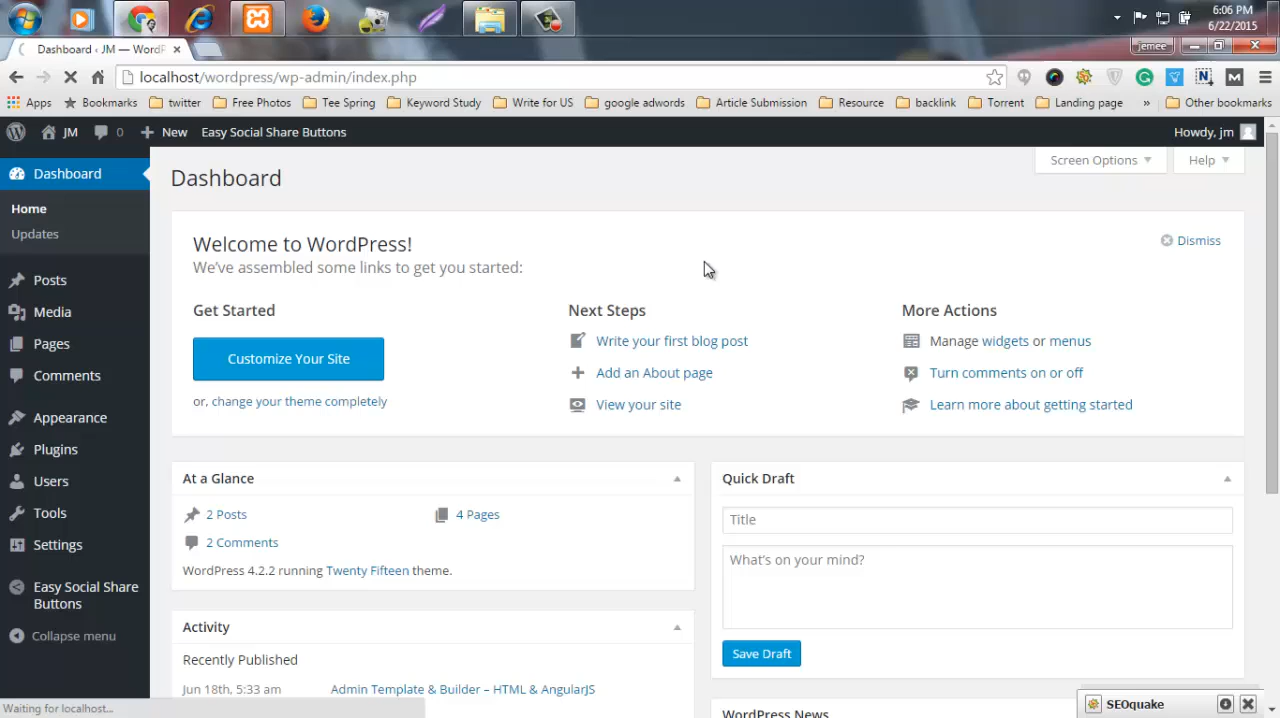 6:06 PM
6/22/2015
Dashboard ‹ JM — WordP
jemee
localhost/wordpress/wp-admin/index.php
Apps Bookmarks twitter Free Photos Tee Spring Keyword Study Write for US google adwords Article Submission Resource backlink Torrent Landing page » Other bookmarks
JM 0 New Easy Social Share Buttons Howdy, jm
Dashboard
Home
Updates
Posts
Media
Pages
Comments
Appearance
Plugins
Users
Tools
Settings
Easy Social Share
Buttons
Collapse menu
Screen Options Help
Dashboard
Welcome to WordPress!
Dismiss
We've assembled some links to get you started:
Get Started
Customize Your Site
or, change your theme completely
Next Steps
Write your first blog post
Add an About page
View your site
More Actions
Manage widgets or menus
Turn comments on or off
Learn more about getting started
At a Glance
2 Posts 4 Pages
2 Comments
WordPress 4.2.2 running Twenty Fifteen theme.
Activity
Recently Published
Jun 18th, 5:33 am Admin Template & Builder – HTML & AngularJS
Quick Draft
Title
What's on your mind?
Save Draft
WordPress News
Waiting for localhost...
SEOquake